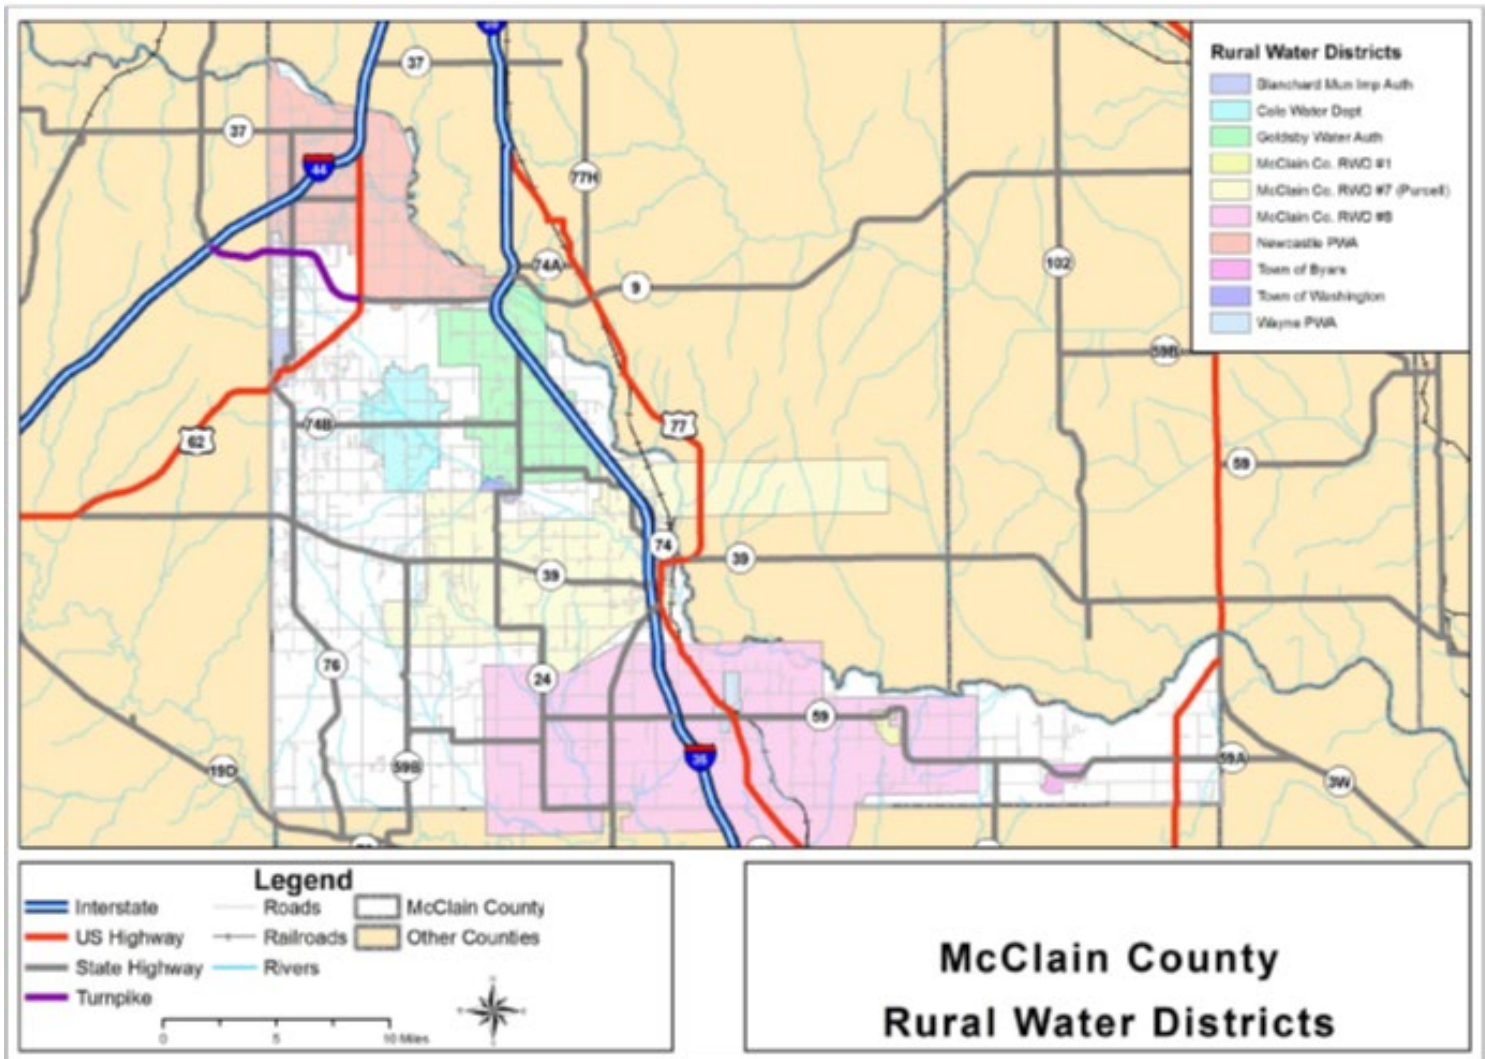 37
37
44
77H
74A
9
102
59B
62
74B
77
59
74
39
39
76
24
59
36
19D
59B
59A
3W
Rural Water Districts
Blanchard Mun Imp Auth
Cole Water Dept
Goldsby Water Auth
McClain Co. RWD #1
McClain Co. RWD #7 (Purcell)
McClain Co. RWD #8
Newcastle PWA
Town of Byars
Town of Washington
Wayne PWA
Legend
Interstate
Roads
McClain County
US Highway
Railroads
Other Counties
State Highway
Rivers
Turnpike
0 5 10 Miles
McClain County
Rural Water Districts